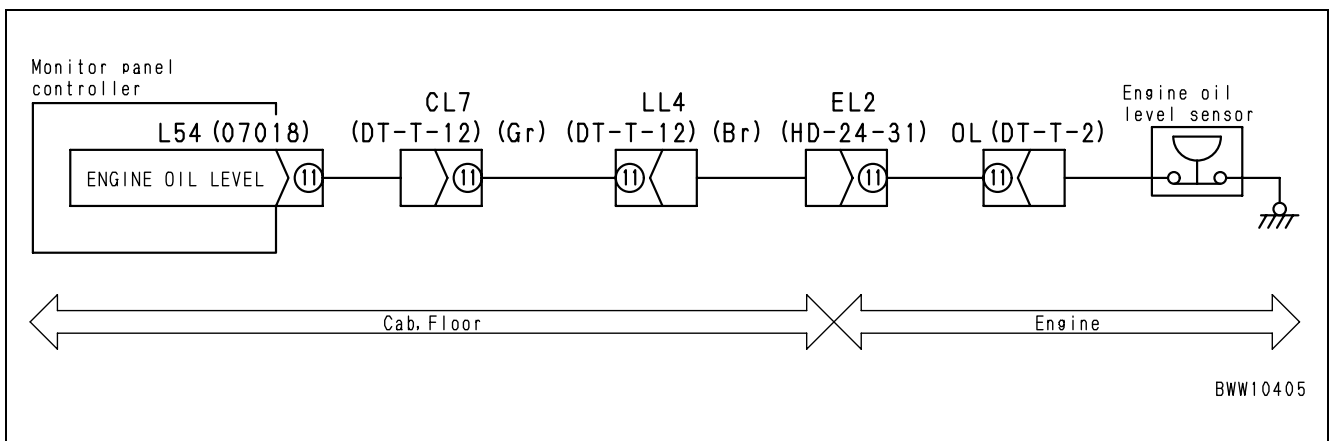 Monitor panel
controller
CL7
LL4
EL2
Engine oil
level sensor
L54 (07018)
(DT-T-12) (Gr)
(DT-T-12) (Br)
(HD-24-31)
OL (DT-T-2)
ENGINE OIL LEVEL
11
11
11
11
11
Cab, Floor
Engine
BWW10405